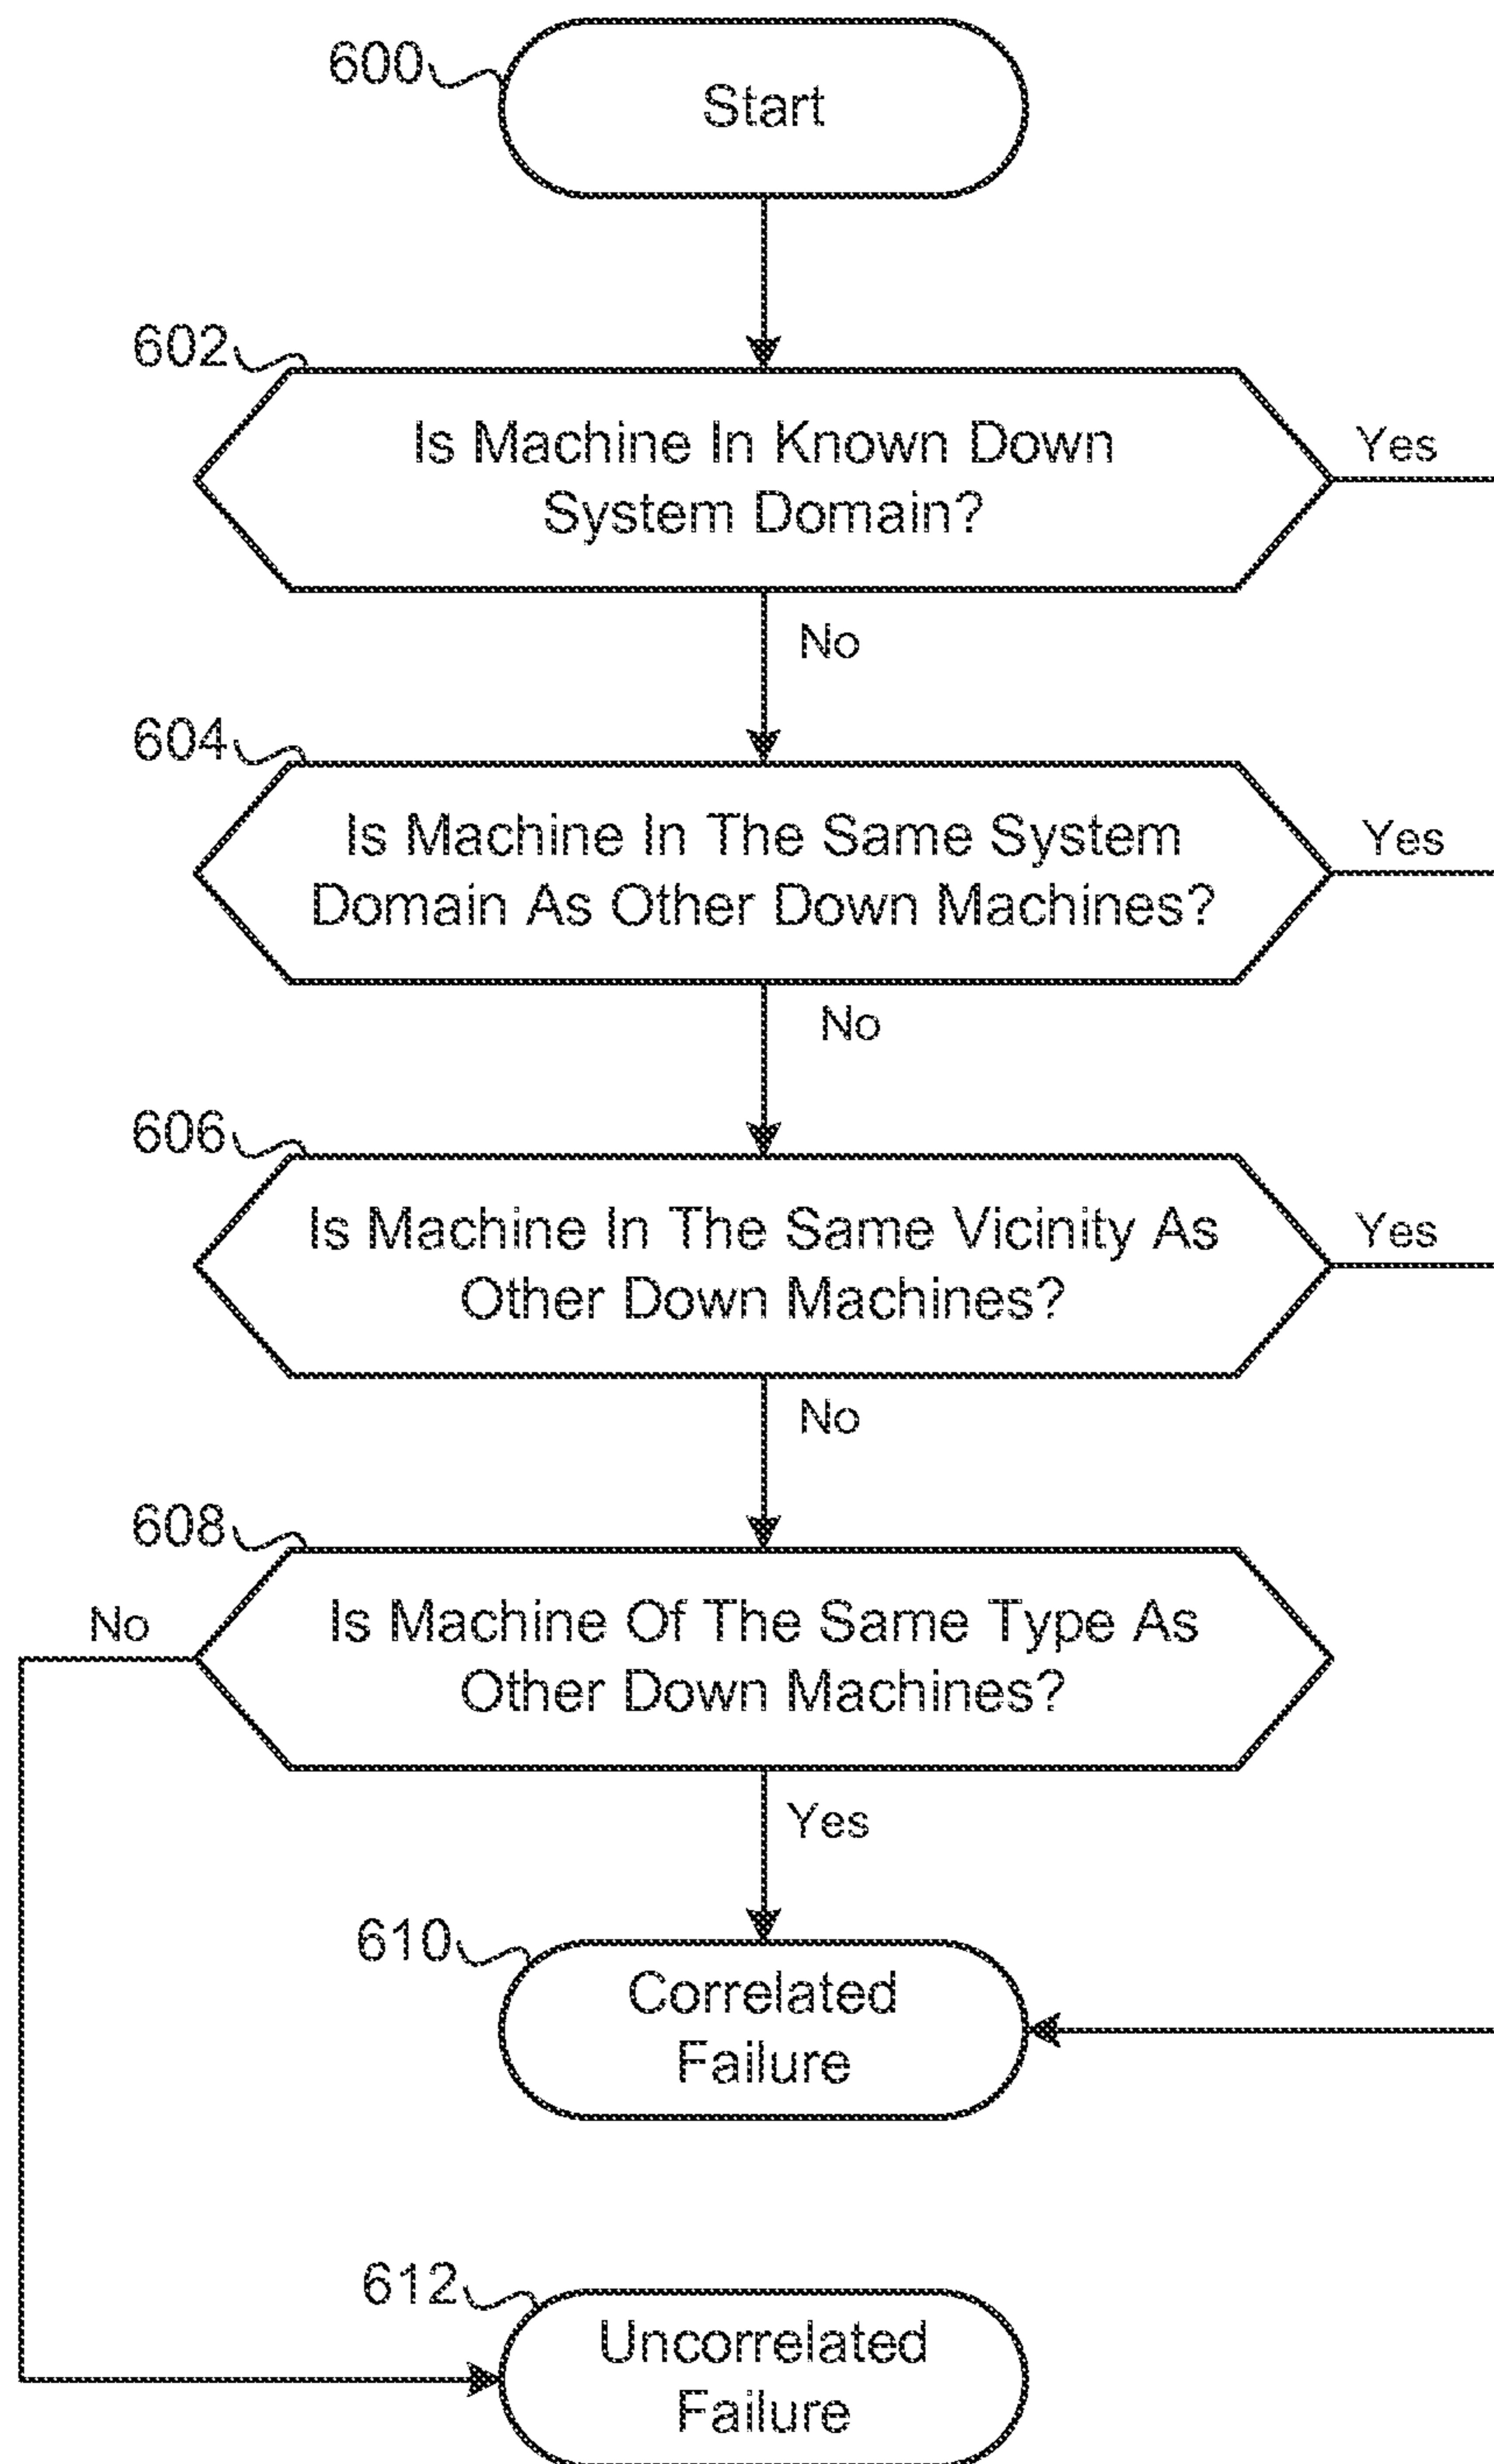 600
Start
602
Is Machine In Known Down
System Domain?
Yes
No
604
Is Machine In The Same System
Domain As Other Down Machines?
Yes
No
606
Is Machine In The Same Vicinity As
Other Down Machines?
Yes
No
608
No
Is Machine Of The Same Type As
Other Down Machines?
Yes
610
Correlated
Failure
612
Uncorrelated
Failure